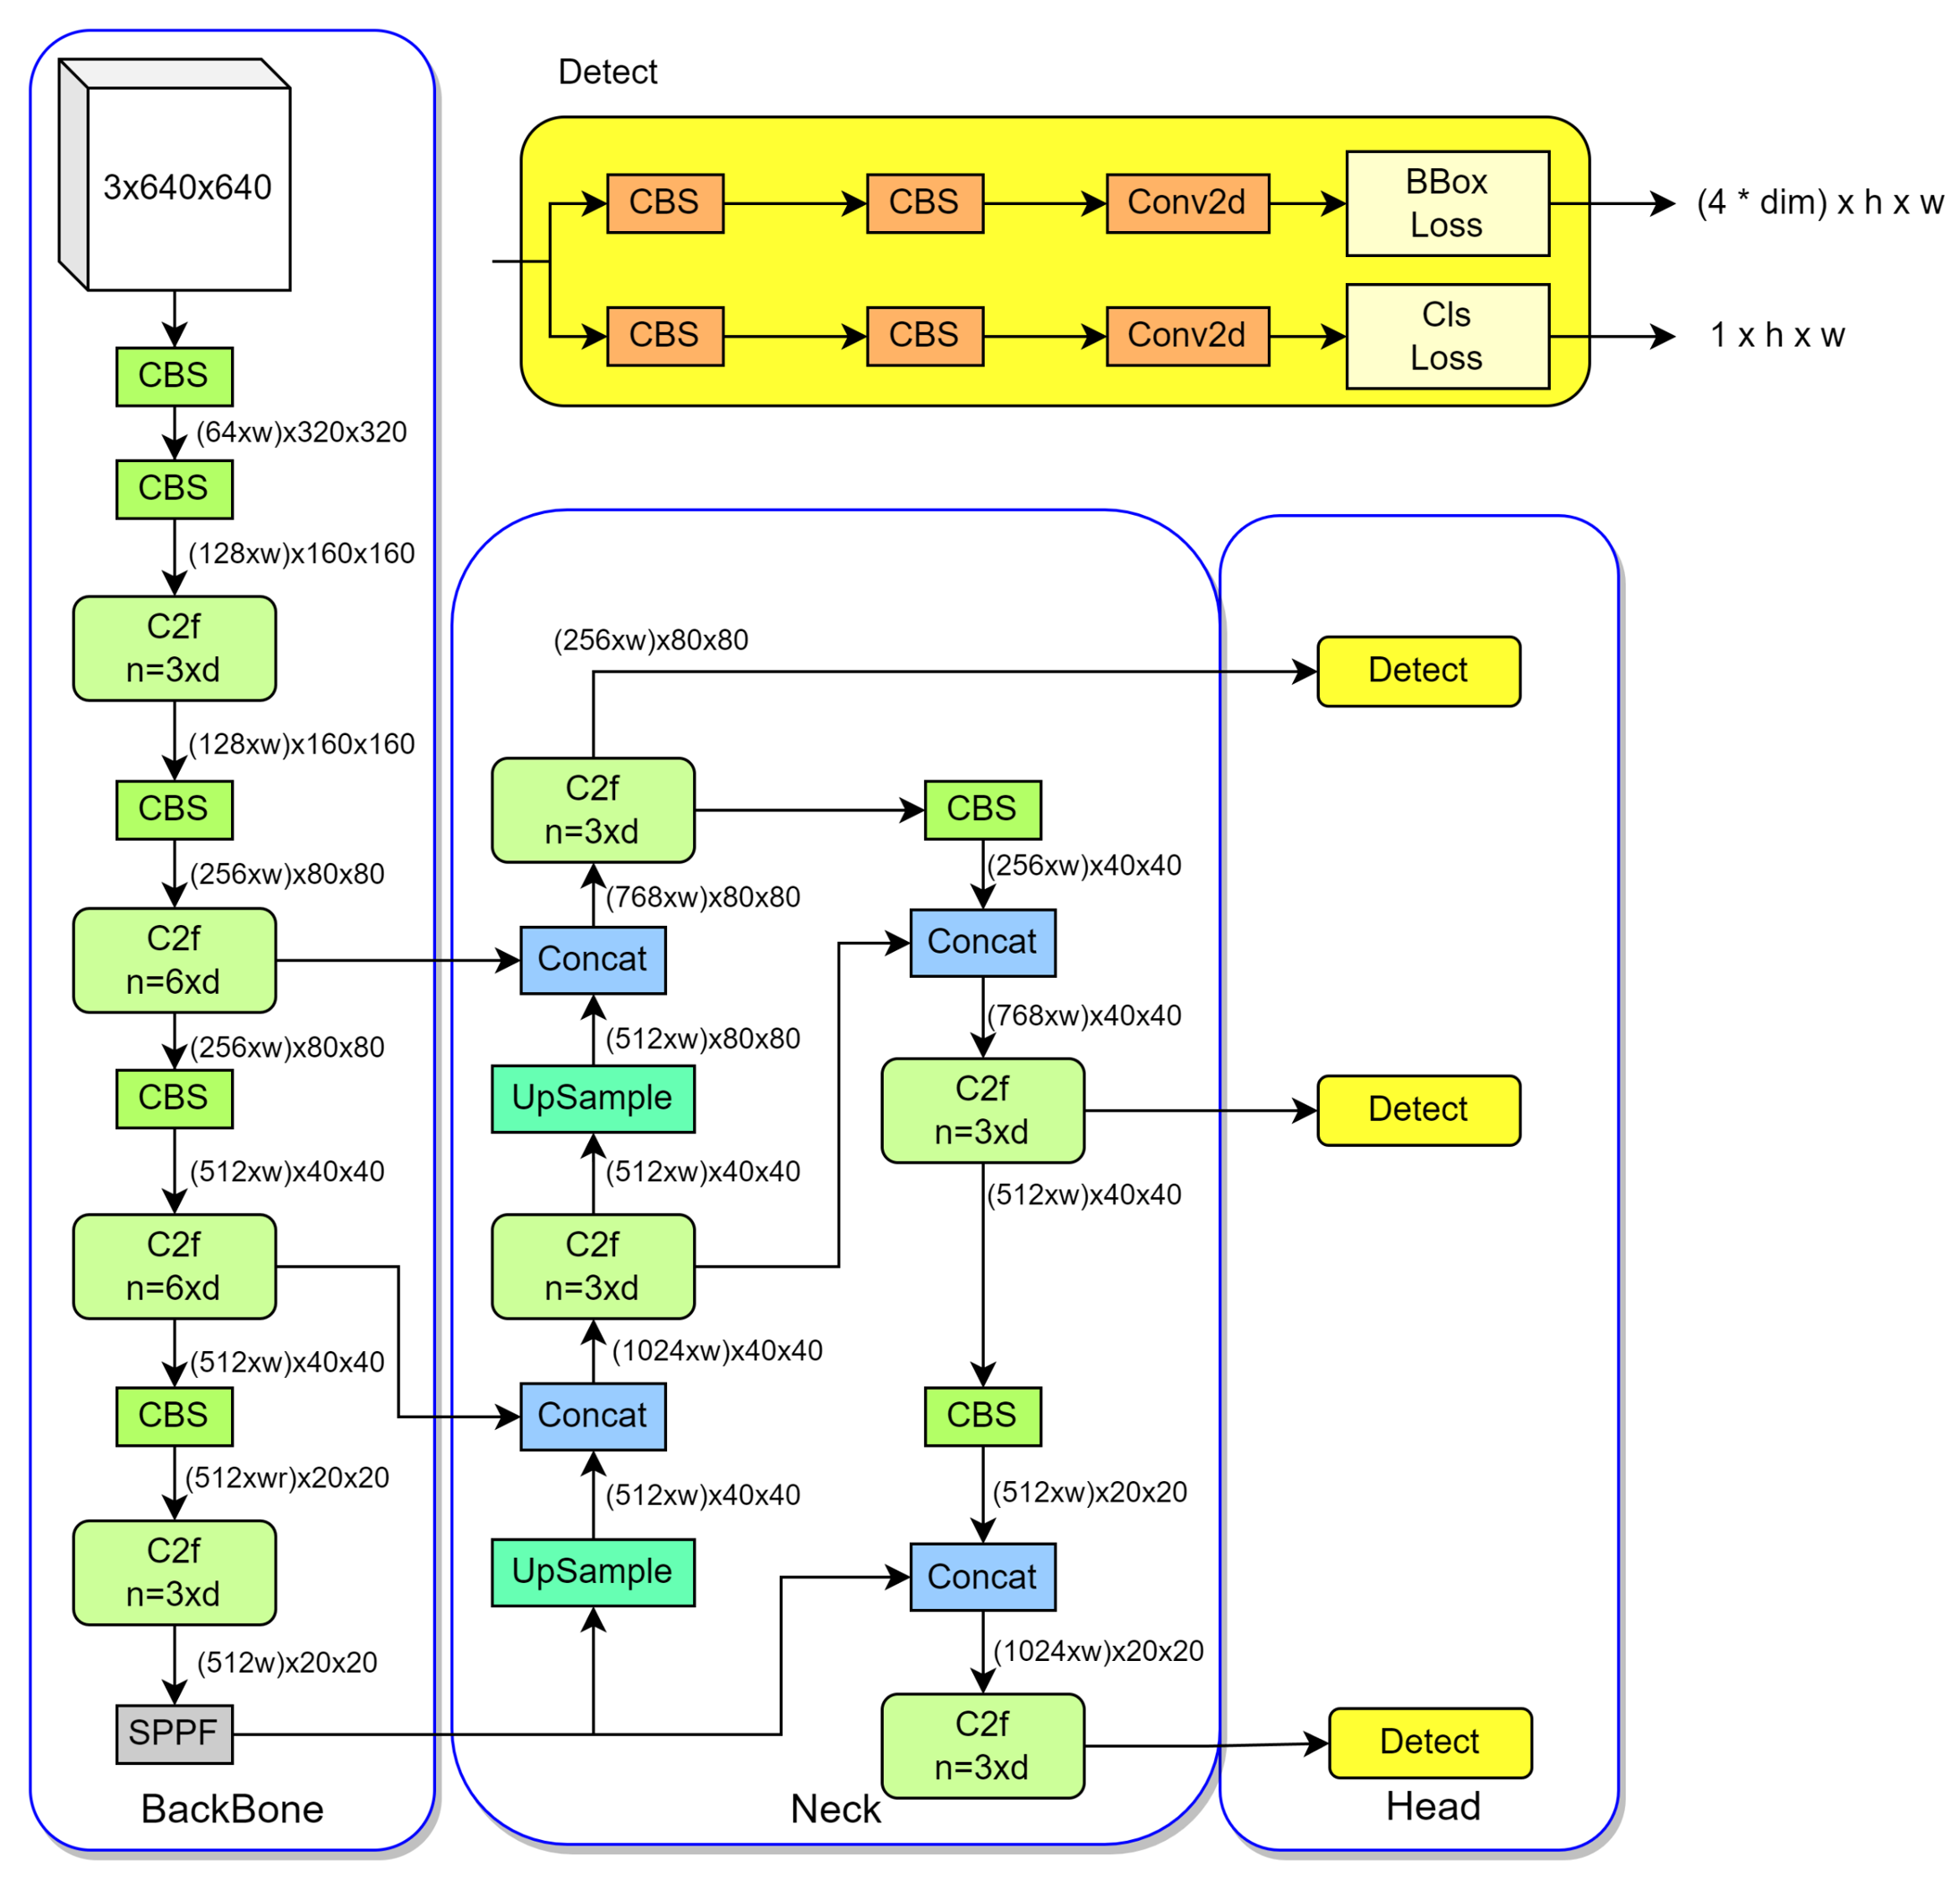 3x640x640
CBS
(64xw)x320x320
CBS
(128xw)x160x160
C2f
n=3xd
(128xw)x160x160
CBS
(256xw)x80x80
C2f
n=6xd
(256xw)x80x80
CBS
(512xw)x40x40
C2f
n=6xd
(512xw)x40x40
CBS
(512xwr)x20x20
C2f
n=3xd
(512w)x20x20
SPPF
BackBone
Detect
CBS
CBS
Conv2d
BBox
Loss
(4 * dim) x h x w
CBS
CBS
Conv2d
Cls
Loss
1 x h x w
(256xw)x80x80
C2f
n=3xd
(768xw)x80x80
Concat
(512xw)x80x80
UpSample
(512xw)x40x40
C2f
n=3xd
(1024xw)x40x40
Concat
(512xw)x40x40
UpSample
CBS
(256xw)x40x40
Concat
(768xw)x40x40
C2f
n=3xd
(512xw)x40x40
CBS
(512xw)x20x20
Concat
(1024xw)x20x20
C2f
n=3xd
Neck
Detect
Detect
Detect
Head